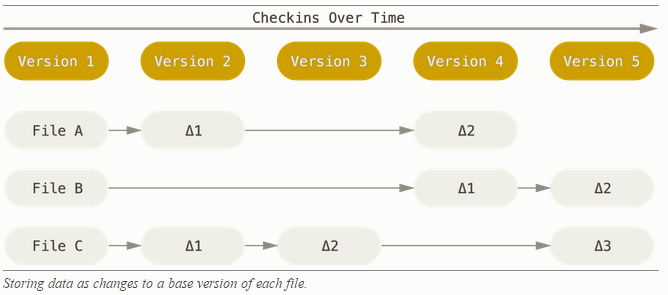 Checkins Over Time
Version 1 Version 2 Version 3 Version 4 Version 5
File A Δ1 Δ2
File B Δ1 Δ2
File C Δ1 Δ2 Δ3
Storing data as changes to a base version of each file.